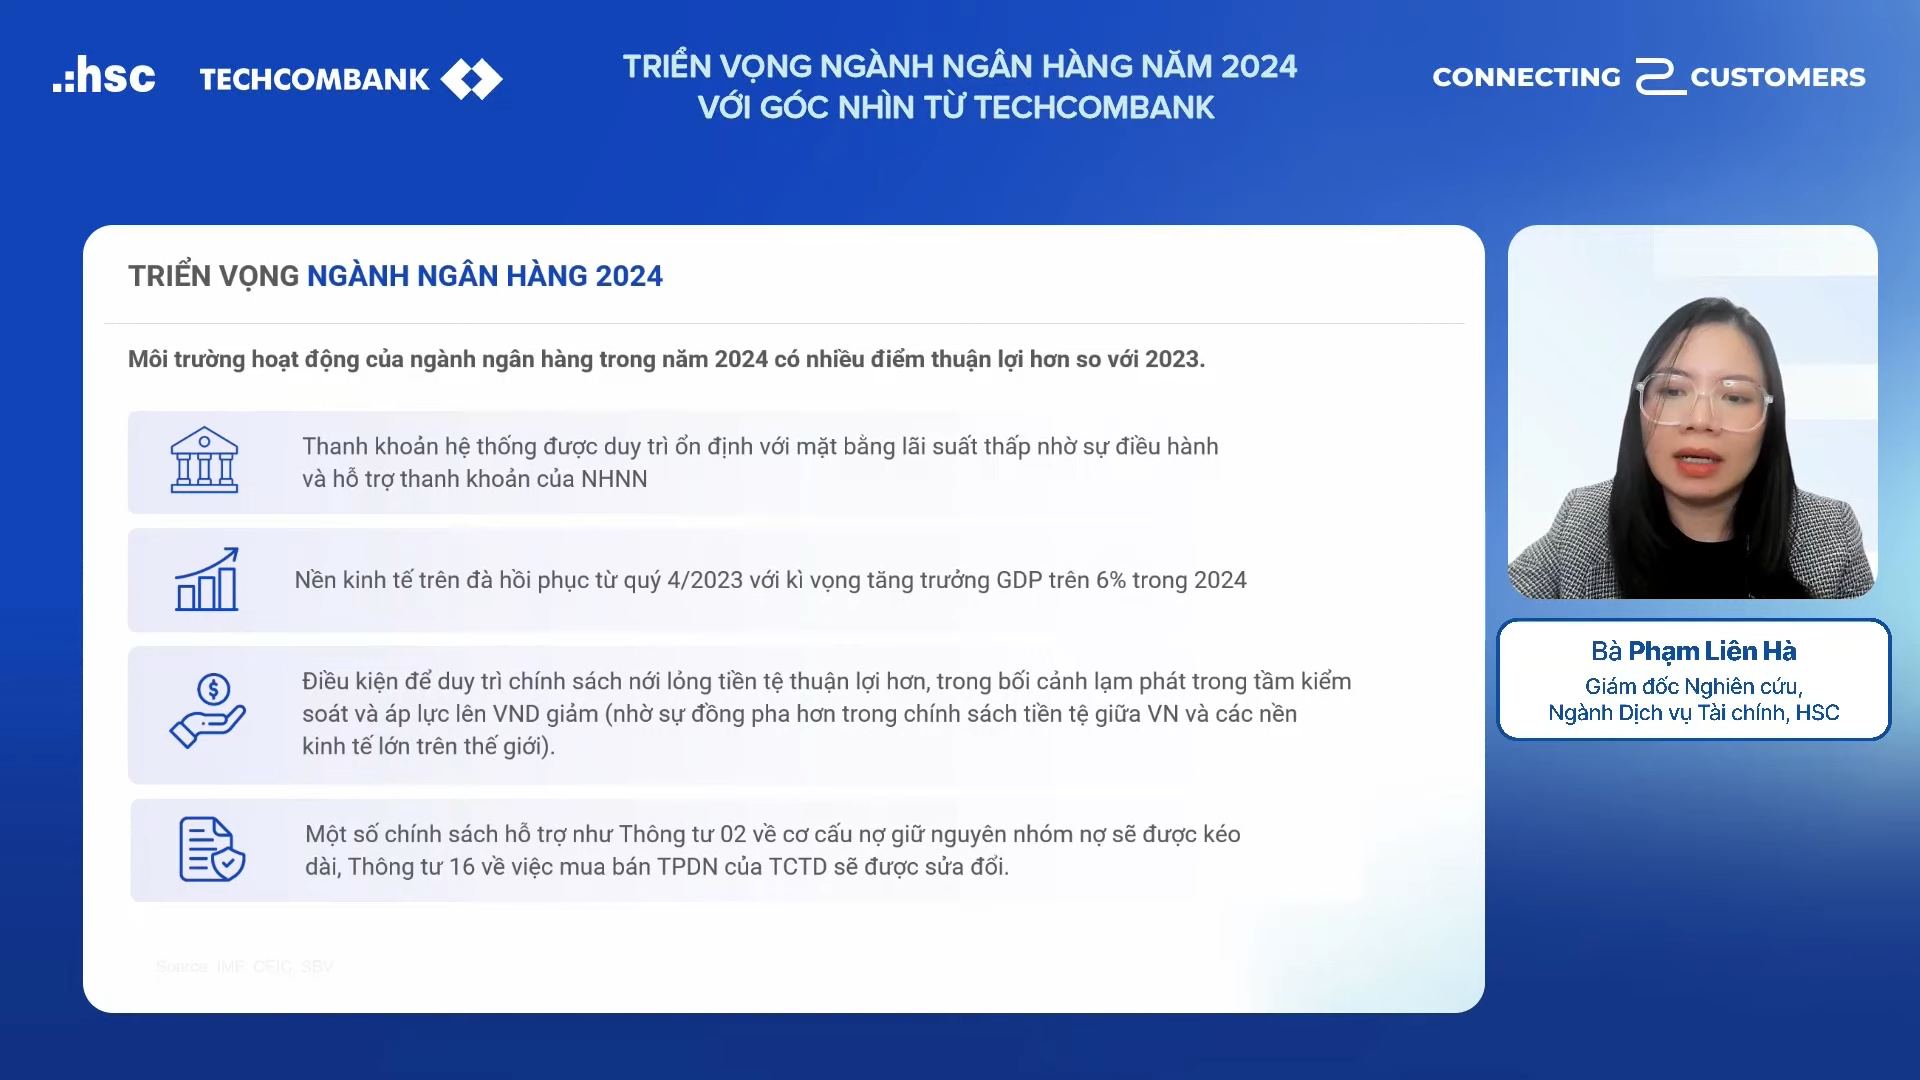 .:hsc
TECHCOMBANK
TRIỂN VỌNG NGÀNH NGÂN HÀNG NĂM 2024
VỚI GÓC NHÌN TỪ TECHCOMBANK
CONNECTING CUSTOMERS
TRIỂN VỌNG NGÀNH NGÂN HÀNG 2024
Môi trường hoạt động của ngành ngân hàng trong năm 2024 có nhiều điểm thuận lợi hơn so với 2023.
Thanh khoản hệ thống được duy trì ổn định với mặt bằng lãi suất thấp nhờ sự điều hành
và hỗ trợ thanh khoản của NHNN
Nền kinh tế trên đà hồi phục từ quý 4/2023 với kì vọng tăng trưởng GDP trên 6% trong 2024
$
Điều kiện để duy trì chính sách nới lỏng tiền tệ thuận lợi hơn, trong bối cảnh lạm phát trong tầm kiểm
soát và áp lực lên VND giảm (nhờ sự đồng pha hơn trong chính sách tiền tệ giữa VN và các nền
kinh tế lớn trên thế giới).
Một số chính sách hỗ trợ như Thông tư 02 về cơ cấu nợ giữ nguyên nhóm nợ sẽ được kéo
dài, Thông tư 16 về việc mua bán TPDN của TCTD sẽ được sửa đổi.
Source: IMF, CEIC, SBV
Bà Phạm Liên Hà
Giám đốc Nghiên cứu,
Ngành Dịch vụ Tài chính, HSC